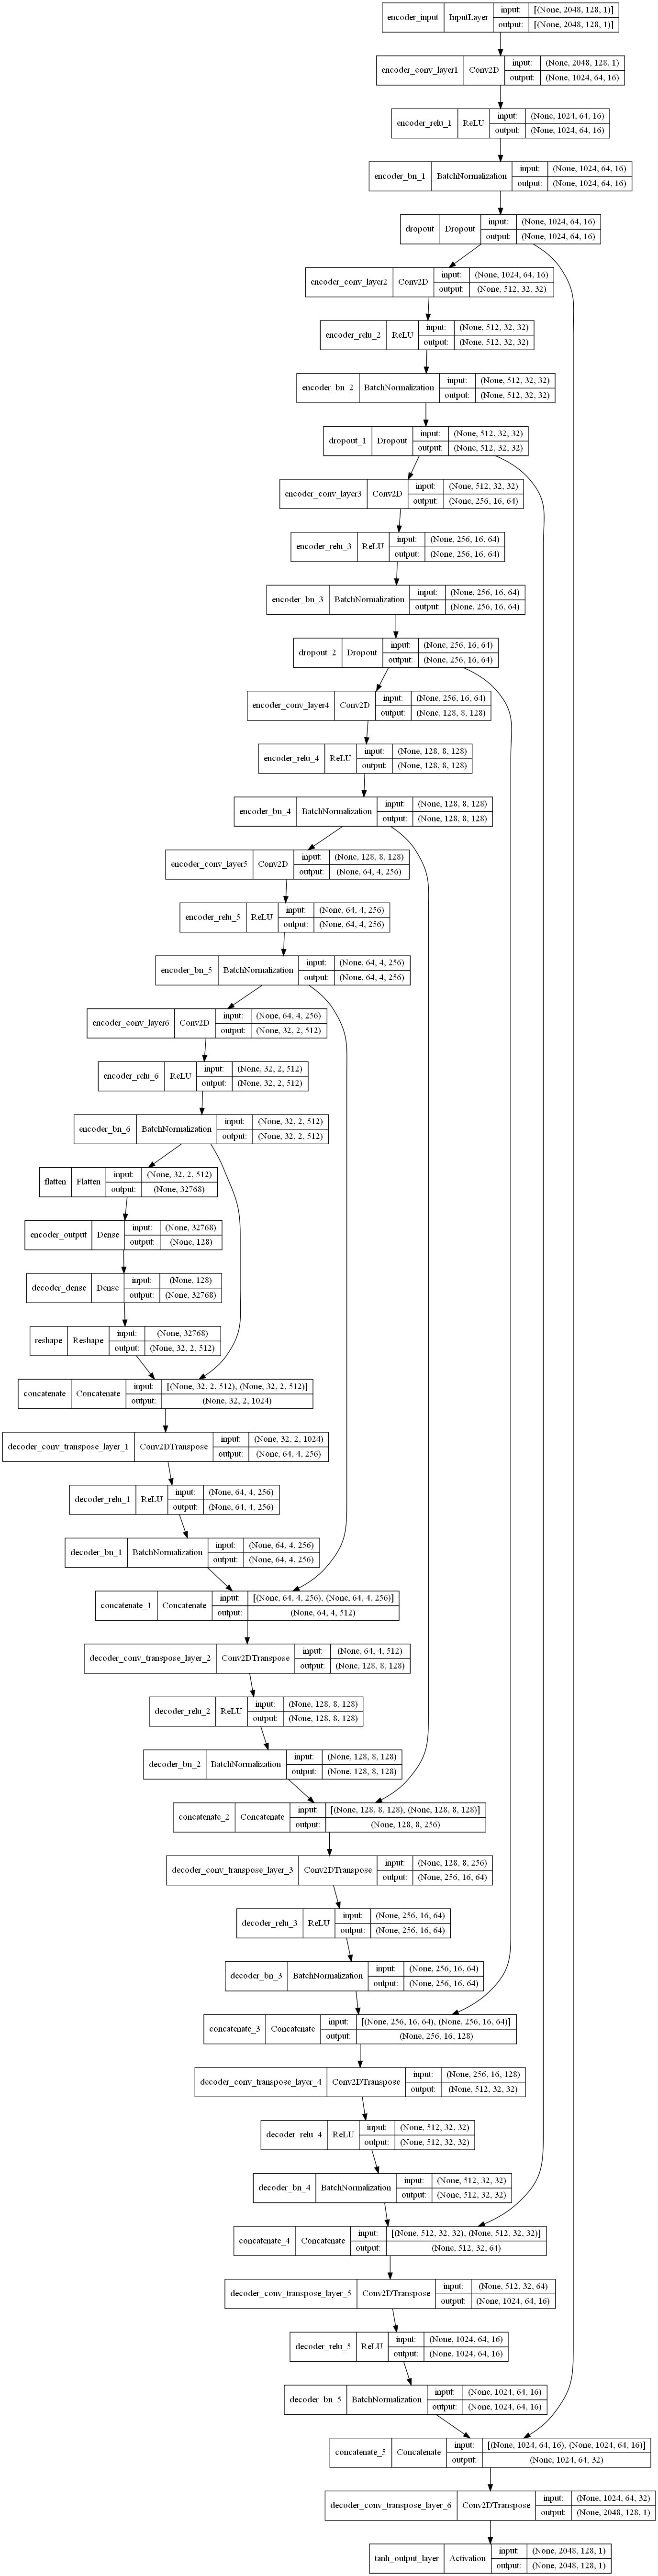 encoder_input InputLayer input: [(None, 2048, 128, 1)]
output: [(None, 2048, 128, 1)]
encoder_conv_layer1 Conv2D input: (None, 2048, 128, 1)
output: (None, 1024, 64, 16)
encoder_relu_1 ReLU input: (None, 1024, 64, 16)
output: (None, 1024, 64, 16)
encoder_bn_1 BatchNormalization input: (None, 1024, 64, 16)
output: (None, 1024, 64, 16)
dropout Dropout input: (None, 1024, 64, 16)
output: (None, 1024, 64, 16)
encoder_conv_layer2 Conv2D input: (None, 1024, 64, 16)
output: (None, 512, 32, 32)
encoder_relu_2 ReLU input: (None, 512, 32, 32)
output: (None, 512, 32, 32)
encoder_bn_2 BatchNormalization input: (None, 512, 32, 32)
output: (None, 512, 32, 32)
dropout_1 Dropout input: (None, 512, 32, 32)
output: (None, 512, 32, 32)
encoder_conv_layer3 Conv2D input: (None, 512, 32, 32)
output: (None, 256, 16, 64)
encoder_relu_3 ReLU input: (None, 256, 16, 64)
output: (None, 256, 16, 64)
encoder_bn_3 BatchNormalization input: (None, 256, 16, 64)
output: (None, 256, 16, 64)
dropout_2 Dropout input: (None, 256, 16, 64)
output: (None, 256, 16, 64)
encoder_conv_layer4 Conv2D input: (None, 256, 16, 64)
output: (None, 128, 8, 128)
encoder_relu_4 ReLU input: (None, 128, 8, 128)
output: (None, 128, 8, 128)
encoder_bn_4 BatchNormalization input: (None, 128, 8, 128)
output: (None, 128, 8, 128)
encoder_conv_layer5 Conv2D input: (None, 128, 8, 128)
output: (None, 64, 4, 256)
encoder_relu_5 ReLU input: (None, 64, 4, 256)
output: (None, 64, 4, 256)
encoder_bn_5 BatchNormalization input: (None, 64, 4, 256)
output: (None, 64, 4, 256)
encoder_conv_layer6 Conv2D input: (None, 64, 4, 256)
output: (None, 32, 2, 512)
encoder_relu_6 ReLU input: (None, 32, 2, 512)
output: (None, 32, 2, 512)
encoder_bn_6 BatchNormalization input: (None, 32, 2, 512)
output: (None, 32, 2, 512)
flatten Flatten input: (None, 32, 2, 512)
output: (None, 32768)
encoder_output Dense input: (None, 32768)
output: (None, 128)
decoder_dense Dense input: (None, 128)
output: (None, 32768)
reshape Reshape input: (None, 32768)
output: (None, 32, 2, 512)
concatenate Concatenate input: [(None, 32, 2, 512), (None, 32, 2, 512)]
output: (None, 32, 2, 1024)
decoder_conv_transpose_layer_1 Conv2DTranspose input: (None, 32, 2, 1024)
output: (None, 64, 4, 256)
decoder_relu_1 ReLU input: (None, 64, 4, 256)
output: (None, 64, 4, 256)
decoder_bn_1 BatchNormalization input: (None, 64, 4, 256)
output: (None, 64, 4, 256)
concatenate_1 Concatenate input: [(None, 64, 4, 256), (None, 64, 4, 256)]
output: (None, 64, 4, 512)
decoder_conv_transpose_layer_2 Conv2DTranspose input: (None, 64, 4, 512)
output: (None, 128, 8, 128)
decoder_relu_2 ReLU input: (None, 128, 8, 128)
output: (None, 128, 8, 128)
decoder_bn_2 BatchNormalization input: (None, 128, 8, 128)
output: (None, 128, 8, 128)
concatenate_2 Concatenate input: [(None, 128, 8, 128), (None, 128, 8, 128)]
output: (None, 128, 8, 256)
decoder_conv_transpose_layer_3 Conv2DTranspose input: (None, 128, 8, 256)
output: (None, 256, 16, 64)
decoder_relu_3 ReLU input: (None, 256, 16, 64)
output: (None, 256, 16, 64)
decoder_bn_3 BatchNormalization input: (None, 256, 16, 64)
output: (None, 256, 16, 64)
concatenate_3 Concatenate input: [(None, 256, 16, 64), (None, 256, 16, 64)]
output: (None, 256, 16, 128)
decoder_conv_transpose_layer_4 Conv2DTranspose input: (None, 256, 16, 128)
output: (None, 512, 32, 32)
decoder_relu_4 ReLU input: (None, 512, 32, 32)
output: (None, 512, 32, 32)
decoder_bn_4 BatchNormalization input: (None, 512, 32, 32)
output: (None, 512, 32, 32)
concatenate_4 Concatenate input: [(None, 512, 32, 32), (None, 512, 32, 32)]
output: (None, 512, 32, 64)
decoder_conv_transpose_layer_5 Conv2DTranspose input: (None, 512, 32, 64)
output: (None, 1024, 64, 16)
decoder_relu_5 ReLU input: (None, 1024, 64, 16)
output: (None, 1024, 64, 16)
decoder_bn_5 BatchNormalization input: (None, 1024, 64, 16)
output: (None, 1024, 64, 16)
concatenate_5 Concatenate input: [(None, 1024, 64, 16), (None, 1024, 64, 16)]
output: (None, 1024, 64, 32)
decoder_conv_transpose_layer_6 Conv2DTranspose input: (None, 1024, 64, 32)
output: (None, 2048, 128, 1)
tanh_output_layer Activation input: (None, 2048, 128, 1)
output: (None, 2048, 128, 1)